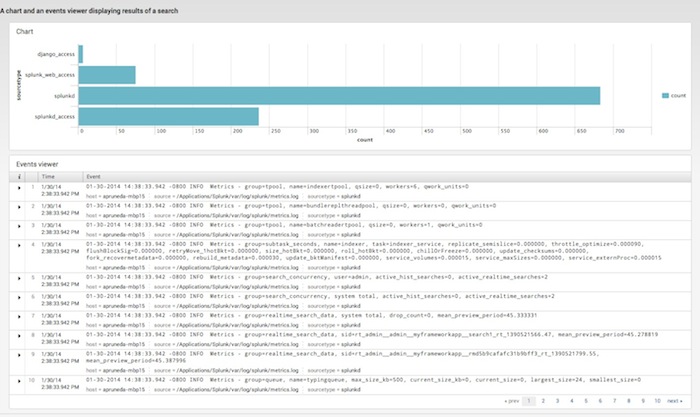 A chart and an events viewer displaying results of a search
Chart
django_access
splunk_web_access
splunkd
splunkd_access
sourcetype
0 50 100 150 200 250 300 350 400 450 500 550 600 650 700
count
count
Events viewer
i Time Event
1 1/30/14 2:38:33.942 PM 01-30-2014 14:38:33.942 -0800 INFO Metrics - group=tpool, name=indexertpool, qsize=0, workers=6, qwork_units=0
host = apruneda-mbp15 source = /Applications/Splunk/var/log/splunk/metrics.log sourcetype = splunkd
2 1/30/14 2:38:33.942 PM 01-30-2014 14:38:33.942 -0800 INFO Metrics - group=tpool, name=bundlereplthreadpool, qsize=0, workers=0, qwork_units=0
host = apruneda-mbp15 source = /Applications/Splunk/var/log/splunk/metrics.log sourcetype = splunkd
3 1/30/14 2:38:33.942 PM 01-30-2014 14:38:33.942 -0800 INFO Metrics - group=tpool, name=batchreadertpool, qsize=0, workers=1, qwork_units=0
host = apruneda-mbp15 source = /Applications/Splunk/var/log/splunk/metrics.log sourcetype = splunkd
4 1/30/14 2:38:33.942 PM 01-30-2014 14:38:33.942 -0800 INFO Metrics - group=subtask_seconds, name=indexer, task=indexer_service, replicate_semislice=0.000000, throttle_optimize=0.000090,
flushBlockSig=0.000000, retryMove_1hotBkt=0.000000, size_hotBkt=0.000000, roll_hotBkt=0.000000, chillOrFreeze=0.000000, update_checksums=0.000000,
fork_recovermetadata=0.000000, rebuild_metadata=0.000030, update_bktManifest=0.000000, service_volumes=0.000015, service_maxSizes=0.000000, service_externProc=0.000015
host = apruneda-mbp15 source = /Applications/Splunk/var/log/splunk/metrics.log sourcetype = splunkd
5 1/30/14 2:38:33.942 PM 01-30-2014 14:38:33.942 -0800 INFO Metrics - group=search_concurrency, user=admin, active_hist_searches=0, active_realtime_searches=2
host = apruneda-mbp15 source = /Applications/Splunk/var/log/splunk/metrics.log sourcetype = splunkd
6 1/30/14 2:38:33.942 PM 01-30-2014 14:38:33.942 -0800 INFO Metrics - group=search_concurrency, system total, active_hist_searches=0, active_realtime_searches=2
host = apruneda-mbp15 source = /Applications/Splunk/var/log/splunk/metrics.log sourcetype = splunkd
7 1/30/14 2:38:33.942 PM 01-30-2014 14:38:33.942 -0800 INFO Metrics - group=realtime_search_data, system total, drop_count=0, mean_preview_period=45.333331
host = apruneda-mbp15 source = /Applications/Splunk/var/log/splunk/metrics.log sourcetype = splunkd
8 1/30/14 2:38:33.942 PM 01-30-2014 14:38:33.942 -0800 INFO Metrics - group=realtime_search_data, sid=rt_admin__admin__myframeworkapp__search1_rt_1390521566.47, mean_preview_period=45.278819
host = apruneda-mbp15 source = /Applications/Splunk/var/log/splunk/metrics.log sourcetype = splunkd
9 1/30/14 2:38:33.942 PM 01-30-2014 14:38:33.942 -0800 INFO Metrics - group=realtime_search_data,
mean_preview_period=45.387996
host = apruneda-mbp15 source = /Applications/Splunk/var/log/splunk/metrics.log sourcetype = splunkd
10 1/30/14 2:38:33.942 PM 01-30-2014 14:38:33.942 -0800 INFO Metrics - group=queue, name=typingqueue, max_size_kb=500, current_size_kb=0, current_size=0, largest_size=24, smallest_size=0
host = apruneda-mbp15 source = /Applications/Splunk/var/log/splunk/metrics.log sourcetype = splunkd
« prev 1 2 3 4 5 6 7 8 9 10 next »